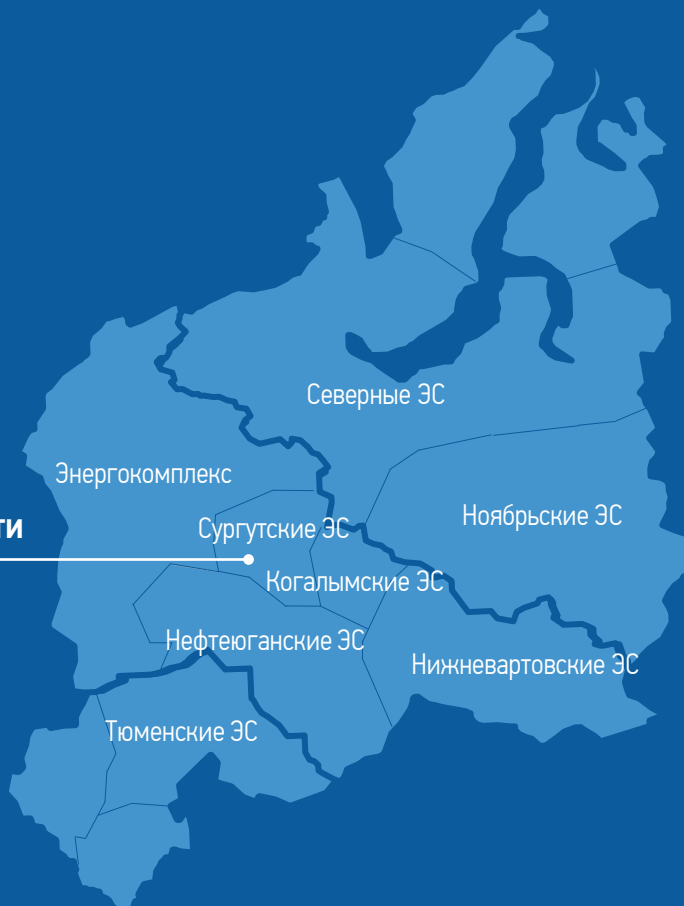 Северные ЭС
Энергокомплекс
Ноябрьские ЭС
Сургутские ЭС
Когалымские ЭС
Нефтеюганские ЭС
Нижневартовские ЭС
Тюменские ЭС